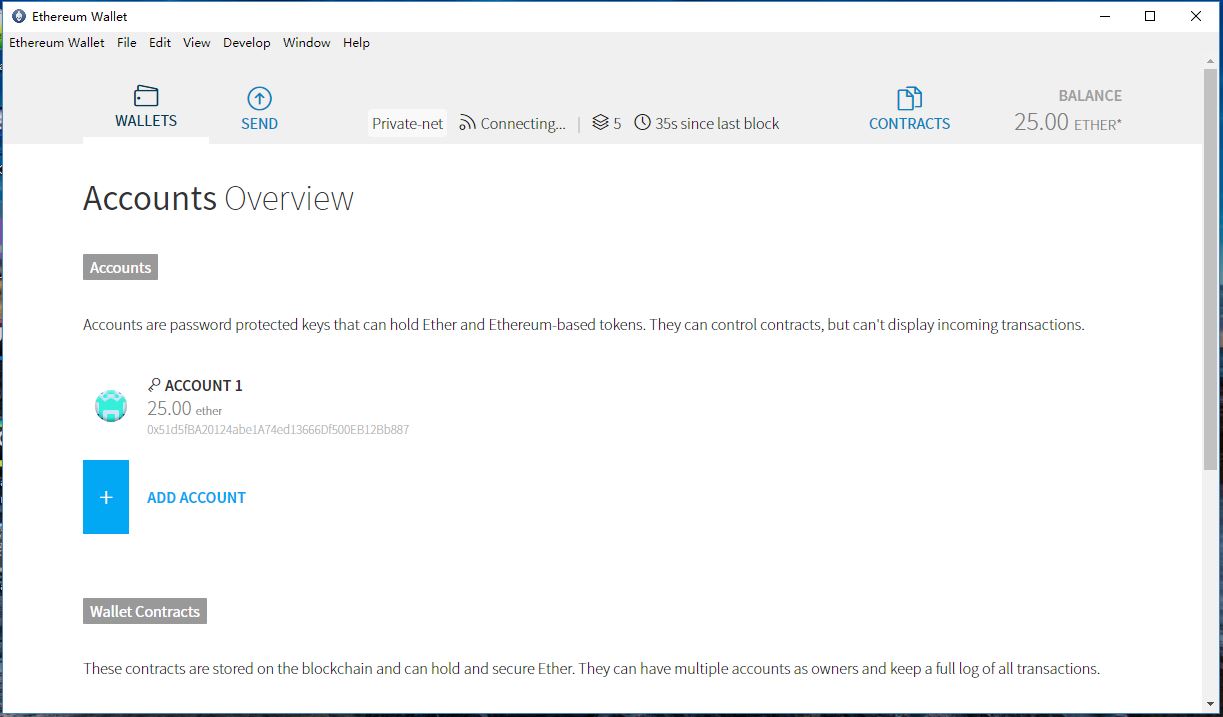 Ethereum Wallet
Ethereum Wallet File Edit View Develop Window Help
WALLETS
SEND
Private-net Connecting... | 5 35s since last block
CONTRACTS
BALANCE
25.00 ETHER*
Accounts Overview
Accounts
Accounts are password protected keys that can hold Ether and Ethereum-based tokens. They can control contracts, but can't display incoming transactions.
ACCOUNT 1
25.00 ether
0x51d5fBA20124abe1A74ed13666Df500EB12Bb887
+ ADD ACCOUNT
Wallet Contracts
These contracts are stored on the blockchain and can hold and secure Ether. They can have multiple accounts as owners and keep a full log of all transactions.